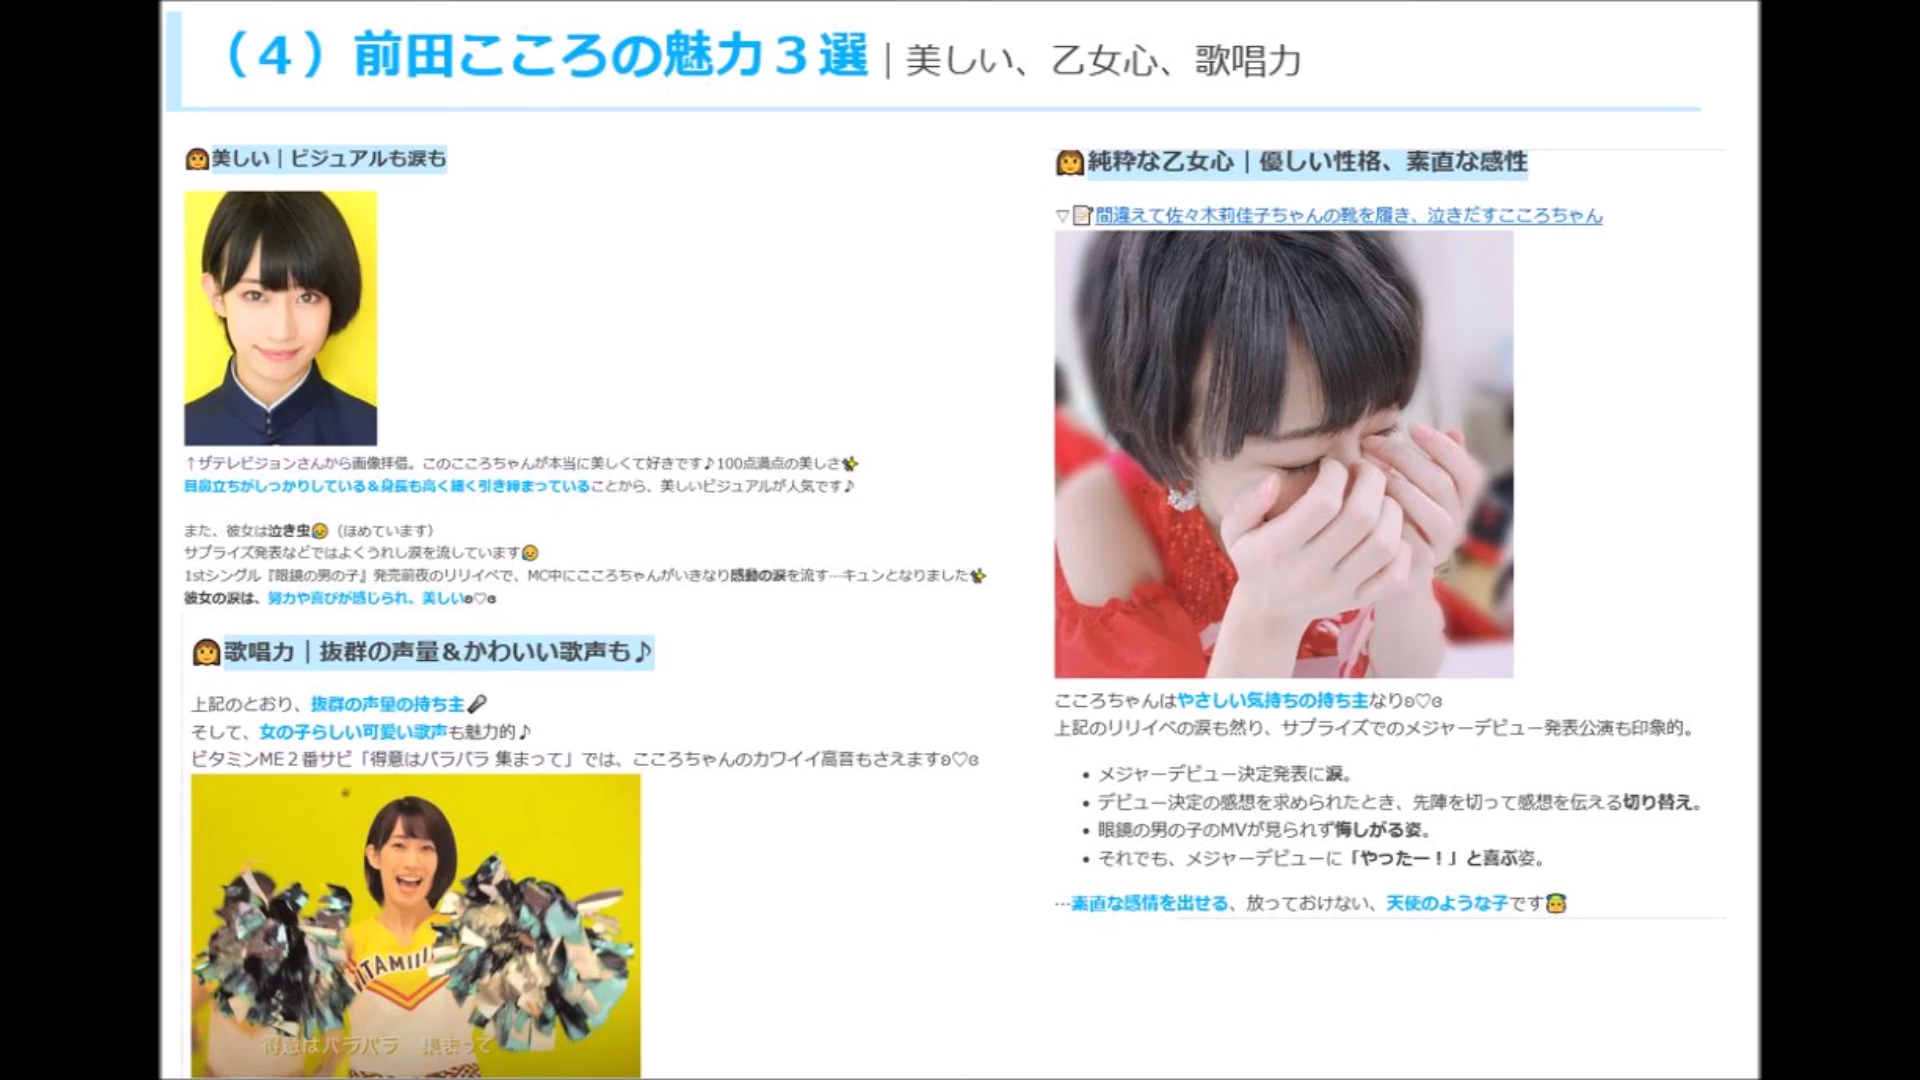 （４）前田こころの魅力３選 | 美しい、乙女心、歌唱力
美しい｜ビジュアルも涙も
↑ザテレビジョンさんから画像拝借。このこころちゃんが本当に美しくて好きです♪100点満点の美しさ✨
目鼻立ちがしっかりしている＆身長も高く細く引き締まっていることから、美しいビジュアルが人気です♪
また、彼女は泣き虫😥（ほめています）
サプライズ発表などではよくうれし涙を流しています😥
1stシングル『眼鏡の男の子』発売前夜のリリイベで、MC中にこころちゃんがいきなり感動の涙を流す…キュンとなりました✨
彼女の涙は、努力や喜びが感じられ、美しいʚ♡ɞ
歌唱力｜抜群の声量＆かわいい歌声も♪
上記のとおり、抜群の声量の持ち主🎤
そして、女の子らしい可愛い歌声も魅力的♪
ビタミンME２番サビ「得意はバラバラ 集まって」では、こころちゃんのカワイイ高音もさえますʚ♡ɞ
VITAMIII
得意はバラバラ　集まって
純粋な乙女心｜優しい性格、素直な感性
▽📝間違えて佐々木莉佳子ちゃんの靴を履き、泣きだすこころちゃん
こころちゃんはやさしい気持ちの持ち主なりʚ♡ɞ
上記のリリイベの涙も然り、サプライズでのメジャーデビュー発表公演も印象的。
• メジャーデビュー決定発表に涙。
• デビュー決定の感想を求められたとき、先陣を切って感想を伝える切り替え。
• 眼鏡の男の子のMVが見られず悔しがる姿。
• それでも、メジャーデビューに「やったー！」と喜ぶ姿。
…素直な感情を出せる、放っておけない、天使のような子です